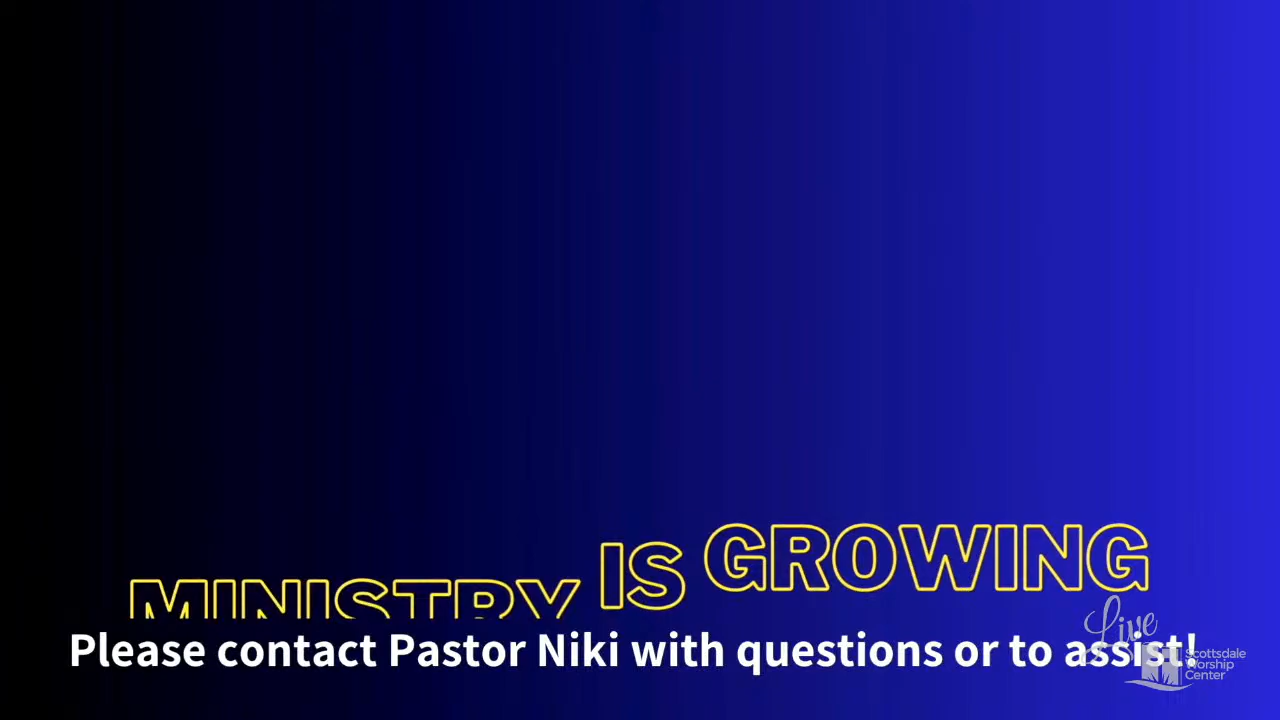 MINISTRY IS GROWING
Please contact Pastor Niki with questions or to assist!
Live
Scottsdale
Worship
Center